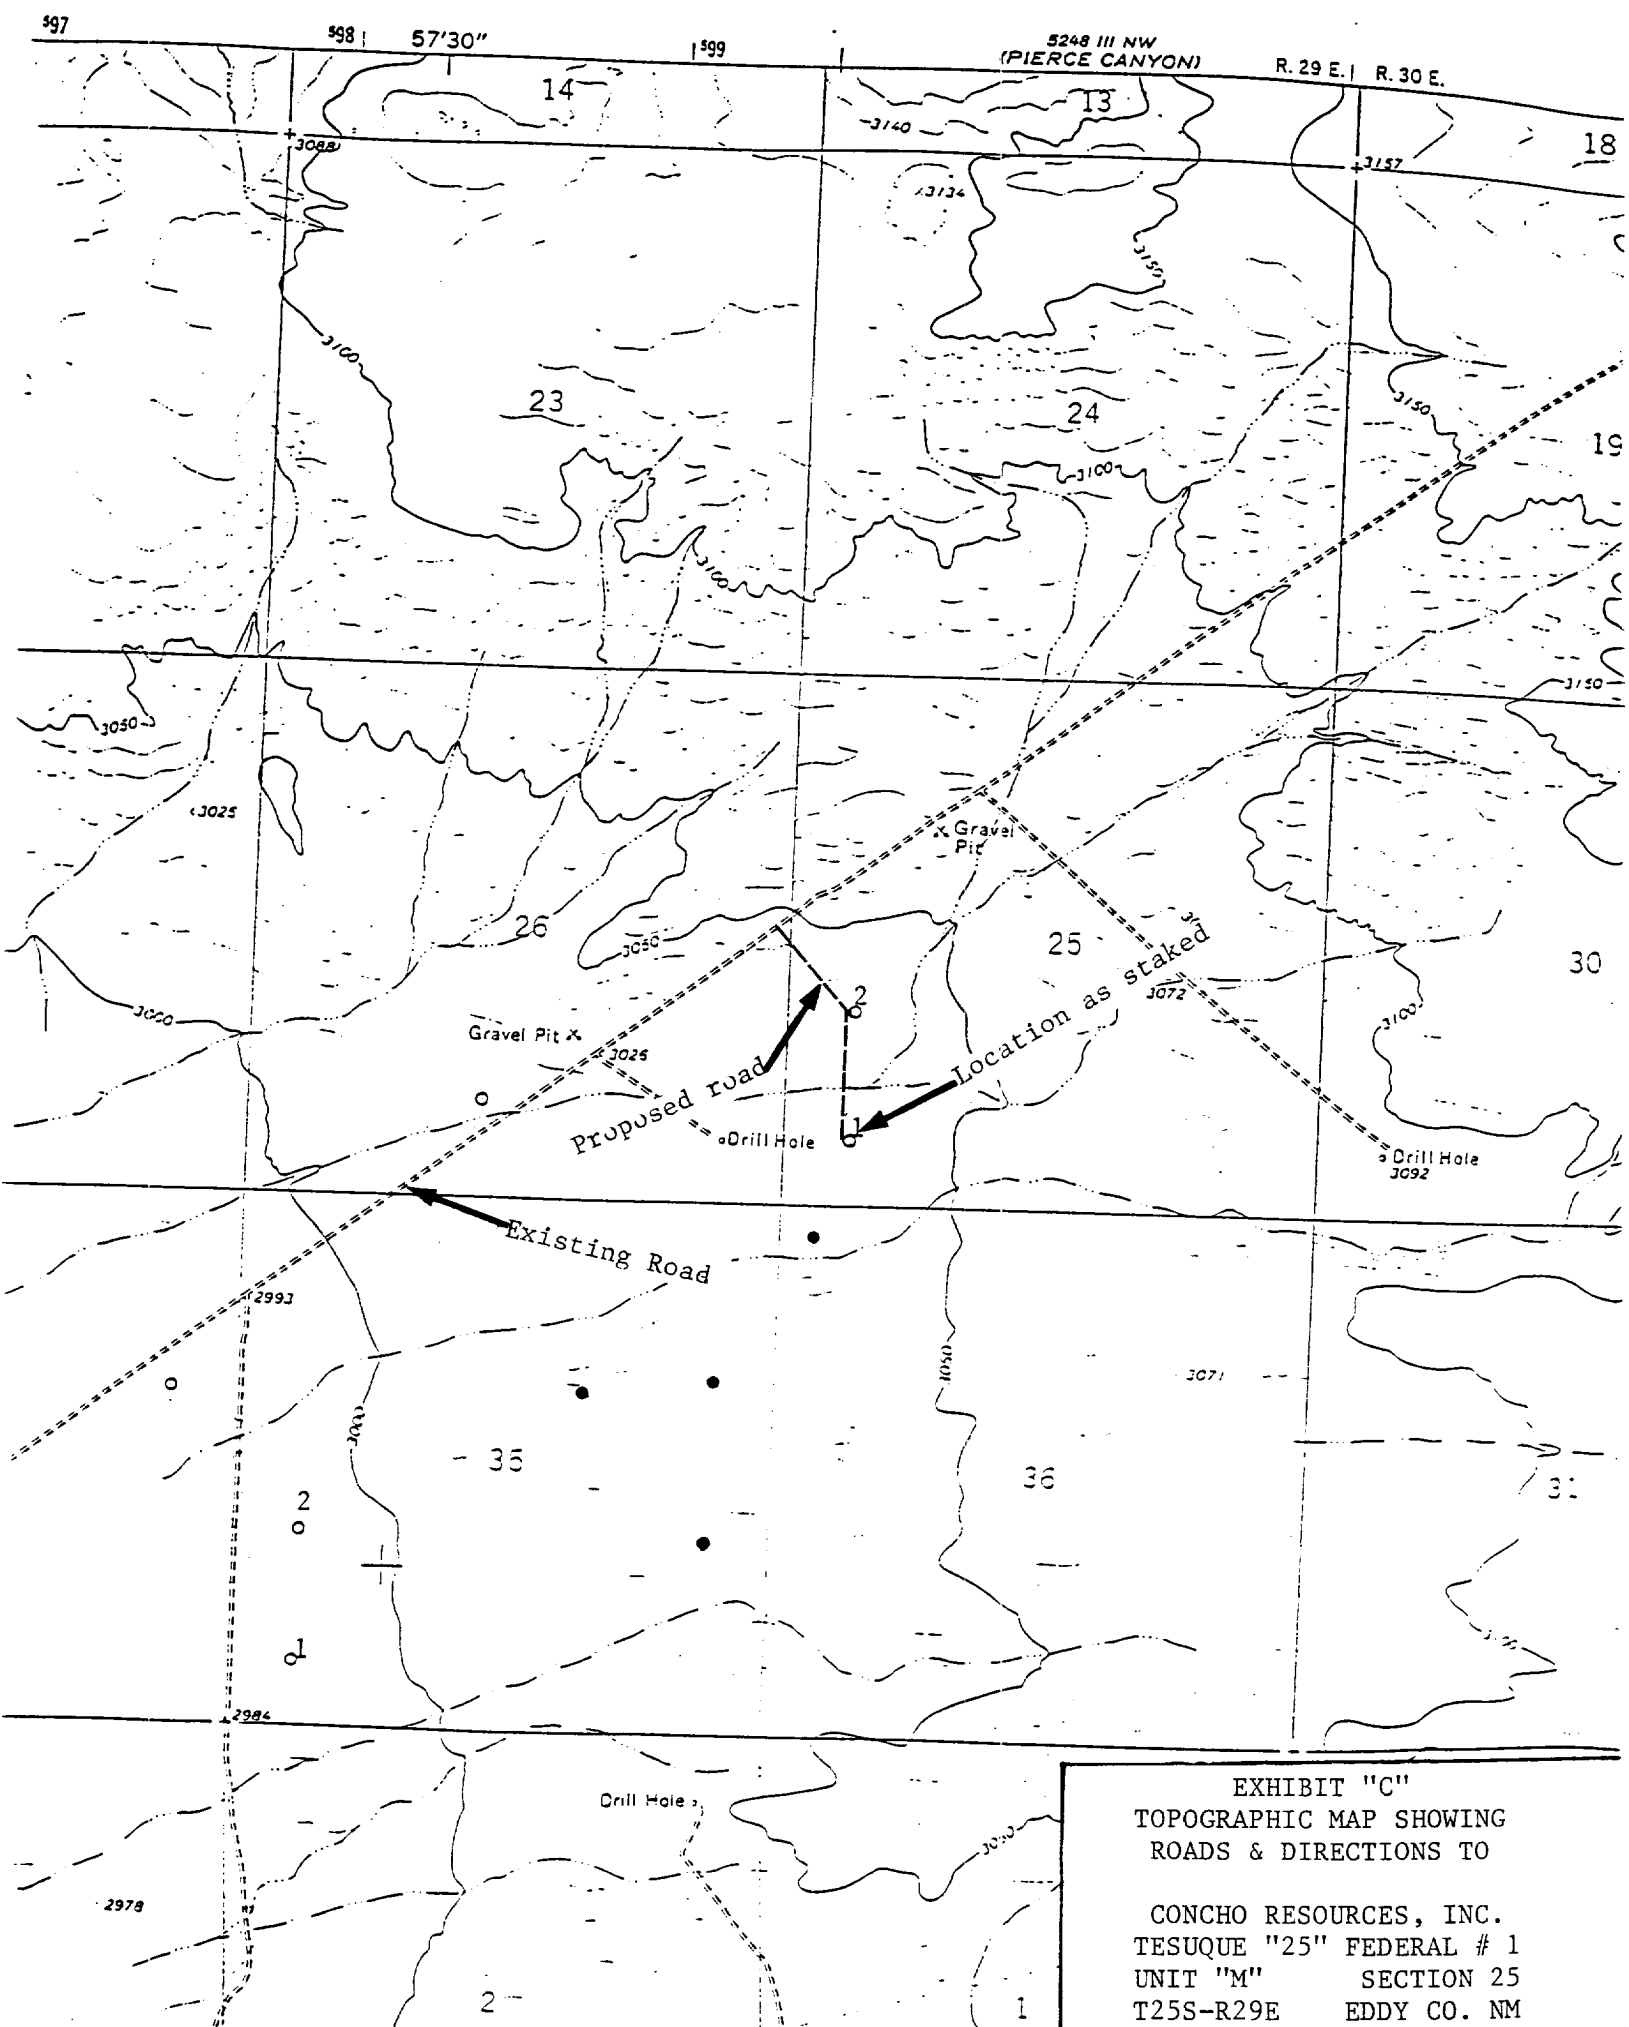 597
598
57'30"
599
5248 III NW
(PIERCE CANYON)
R. 29 E.
R. 30 E.
14
13
18
3140
3088
3157
3134
3150
3100
23
24
3150
19
3100
3100
3150
3050
3025
Gravel
Pit
26
25
30
3050
2
3072
3000
Gravel Pit
3025
3100
Location as staked
Proposed road
1
Drill Hole
Drill Hole
3092
Existing Road
2993
3050
3071
3000
35
36
31
2
1
2984
Drill Hole
3050
2978
2
1
EXHIBIT "C"
TOPOGRAPHIC MAP SHOWING
ROADS & DIRECTIONS TO
CONCHO RESOURCES, INC.
TESUQUE "25" FEDERAL # 1
UNIT "M" SECTION 25
T25S-R29E EDDY CO. NM